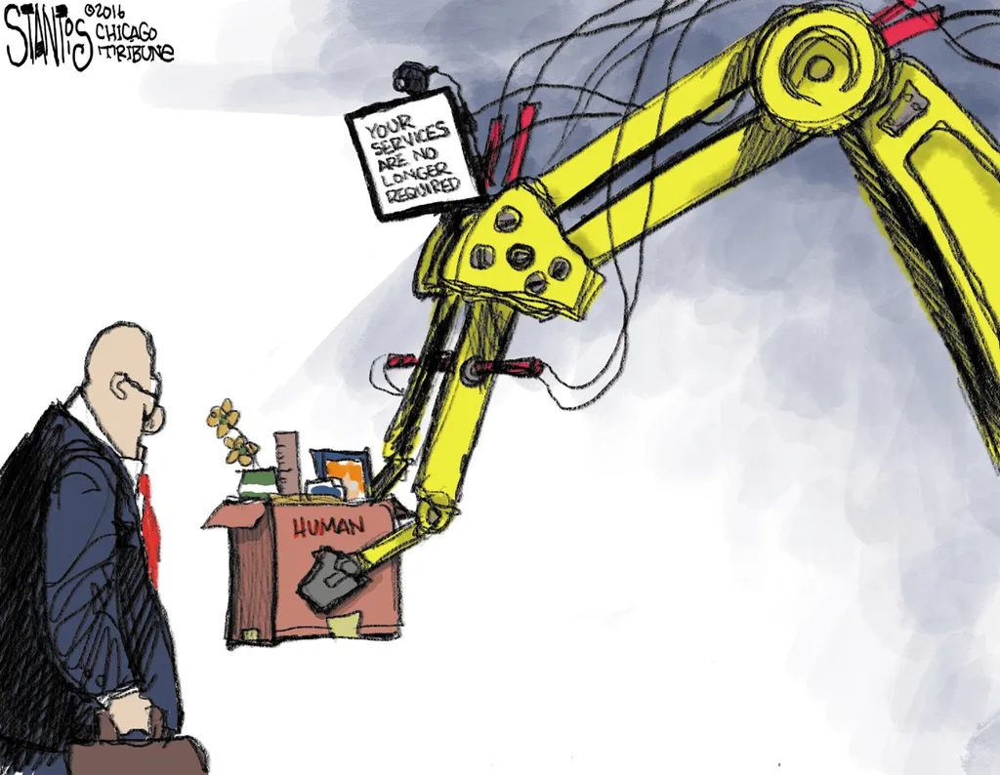 STANTIS
©2016
CHICAGO
TRIBUNE
YOUR
SERVICES
ARE NO
LONGER
REQUIRED
HUMAN